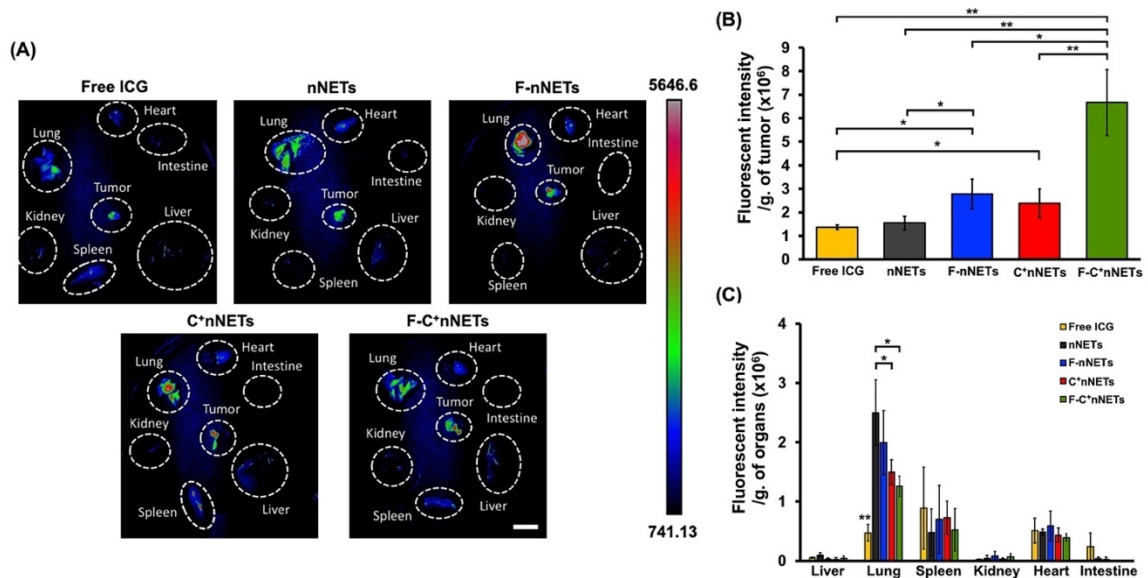 (A)
Free ICG
Heart
Lung
Intestine
Tumor
Kidney
Liver
Spleen
nNETs
Lung
Heart
Intestine
Tumor
Kidney
Liver
Spleen
F-nNETs
Lung
Heart
Intestine
Tumor
Kidney
Liver
Spleen
C⁺nNETs
Heart
Lung
Intestine
Tumor
Kidney
Spleen
Liver
F-C⁺nNETs
Heart
Lung
Tumor
Intestine
Kidney
Spleen
Liver
5646.6
741.13
(B)
Fluorescent intensity
/g. of tumor (x10⁶)
9
8
7
6
5
4
3
2
1
0
**
**
*
**
*
*
*
Free ICG nNETs F-nNETs C⁺nNETs F-C⁺nNETs
(C)
Fluorescent intensity
/g. of organs (x10⁶)
4
3
2
1
0
*
*
**
Free ICG
nNETs
F-nNETs
C⁺nNETs
F-C⁺nNETs
Liver Lung Spleen Kidney Heart Intestine